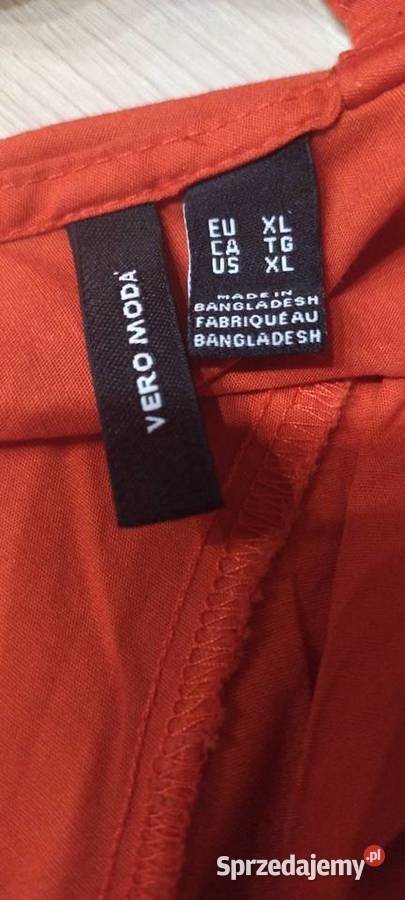 VERO MODA
EU XL
CA TG
US XL
MADE IN
BANGLADESH
FABRIQUÉ AU
BANGLADESH
Sprzedajemy.pl